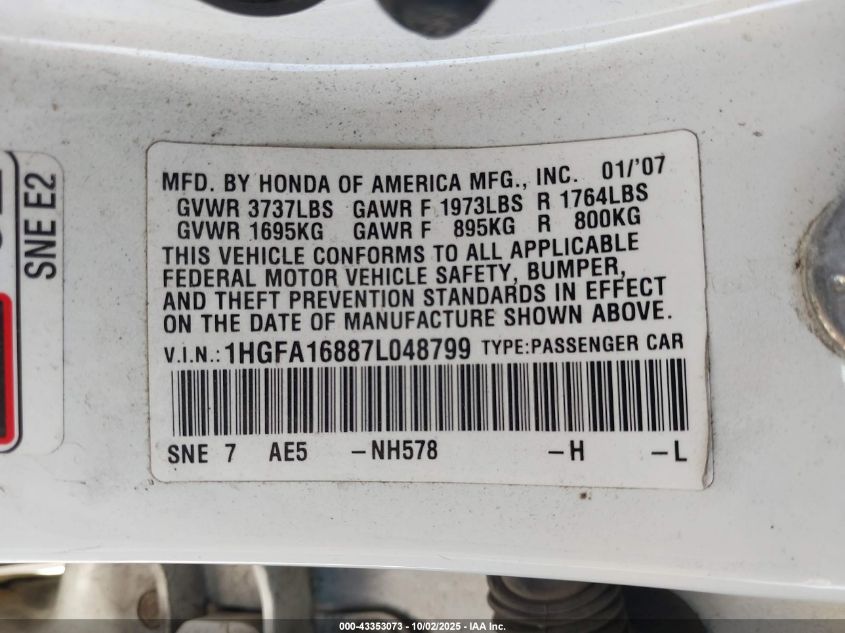 MFD. BY HONDA OF AMERICA MFG., INC. 01/'07
GVWR 3737LBS GAWR F 1973LBS R 1764LBS
GVWR 1695KG GAWR F 895KG R 800KG
THIS VEHICLE CONFORMS TO ALL APPLICABLE
FEDERAL MOTOR VEHICLE SAFETY, BUMPER,
AND THEFT PREVENTION STANDARDS IN EFFECT
ON THE DATE OF MANUFACTURE SHOWN ABOVE.
V.I.N.: 1HGFA16887L048799 TYPE:PASSENGER CAR
SNE 7 AE5 -NH578 -H -L
SNE E2
000-43353073 - 10/02/2025 - IAA Inc.